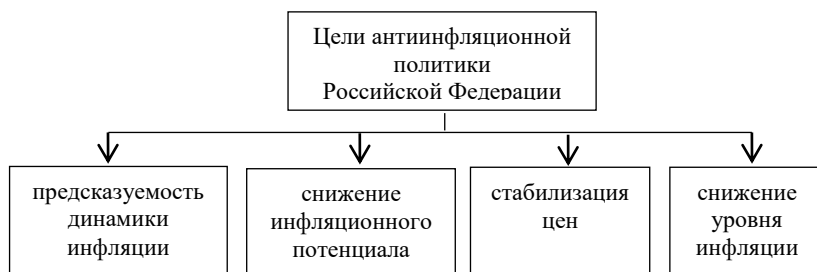 Цели антиинфляционной
политики
Российской Федерации
предсказуемость
динамики
инфляции
снижение
инфляционного
потенциала
стабилизация
цен
снижение
уровня
инфляции